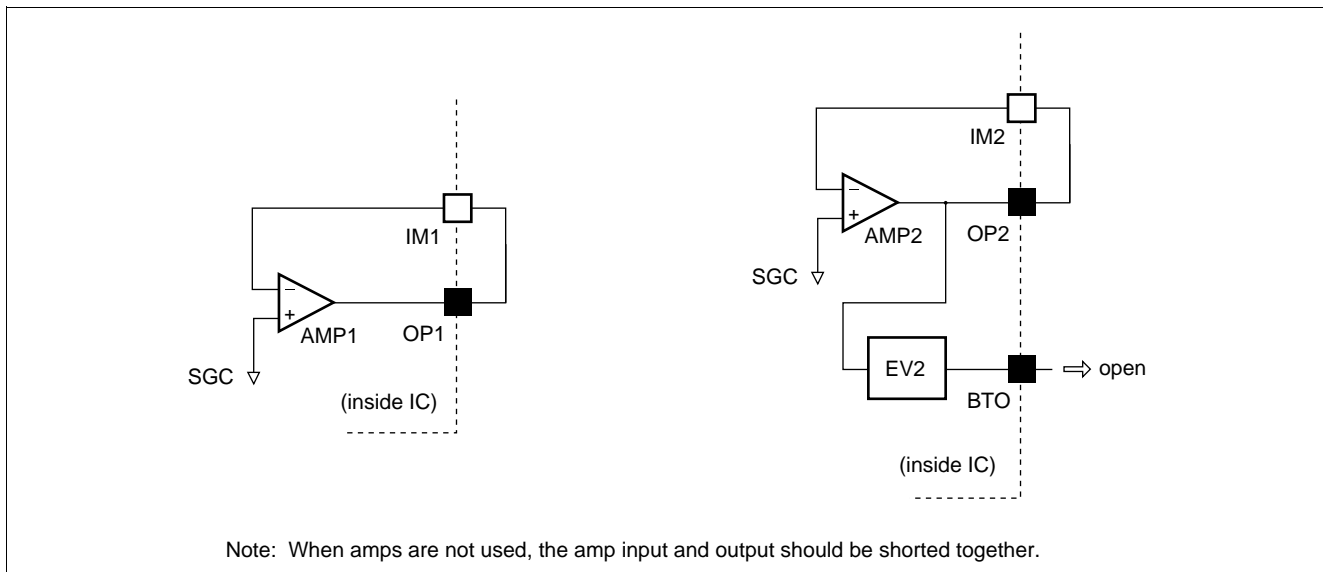 IM1
−
+
AMP1
OP1
SGC
(inside IC)
IM2
−
+
AMP2
OP2
SGC
EV2
open
BTO
(inside IC)
Note: When amps are not used, the amp input and output should be shorted together.